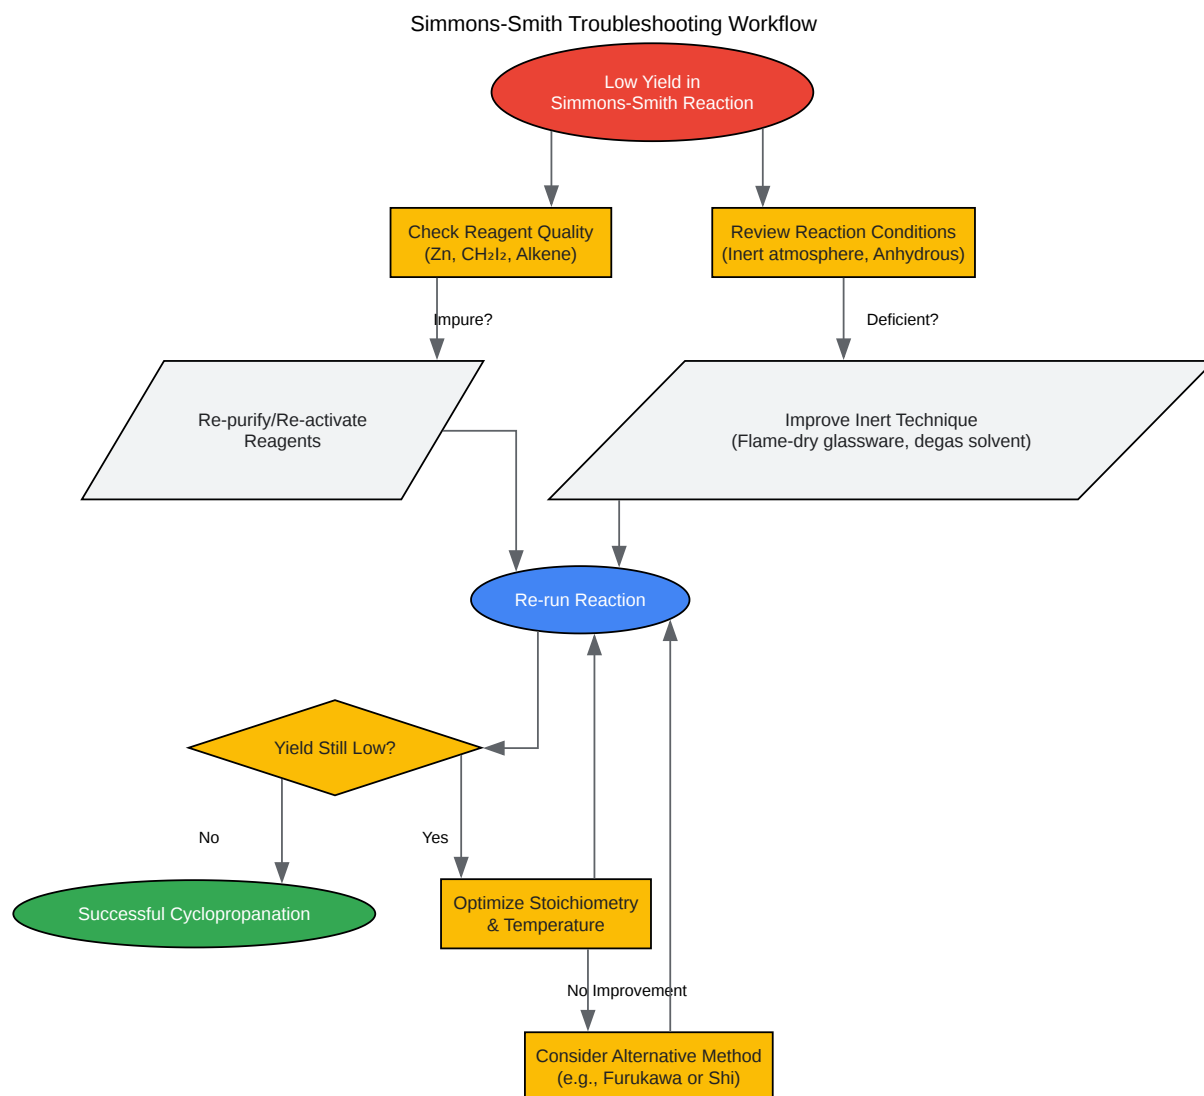 Simmons-Smith Troubleshooting Workflow
Low Yield in
Simmons-Smith Reaction
Check Reagent Quality
(Zn, CH₂I₂, Alkene)
Review Reaction Conditions
(Inert atmosphere, Anhydrous)
Impure?
Deficient?
Re-purify/Re-activate
Reagents
Improve Inert Technique
(Flame-dry glassware, degas solvent)
Re-run Reaction
Yield Still Low?
No
Yes
Successful Cyclopropanation
Optimize Stoichiometry
& Temperature
No Improvement
Consider Alternative Method
(e.g., Furukawa or Shi)